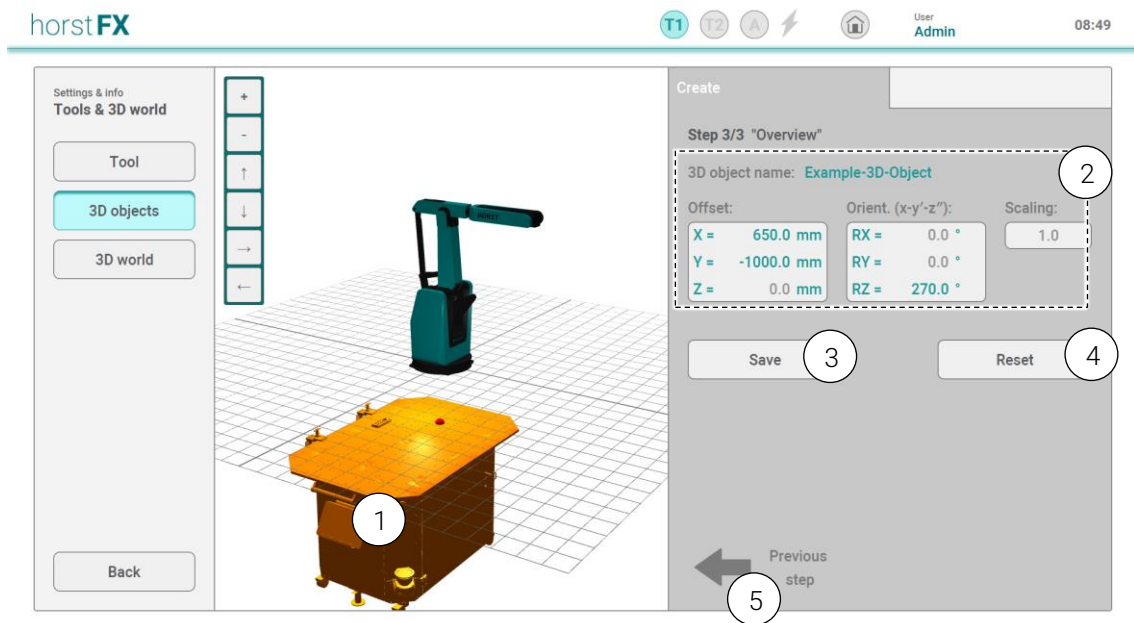 horstFX
T1 T2 A
User
Admin
08:49
Settings & info
Tools & 3D world
Tool
3D objects
3D world
Back
+
-
↑
↓
→
←
HORST
1
Create
Step 3/3 "Overview"
2
3D object name: Example-3D-Object
Offset: Orient. (x-y'-z″): Scaling:
X = 650.0 mm RX = 0.0 ° 1.0
Y = -1000.0 mm RY = 0.0 °
Z = 0.0 mm RZ = 270.0 °
Save 3 Reset 4
Previous
step
5